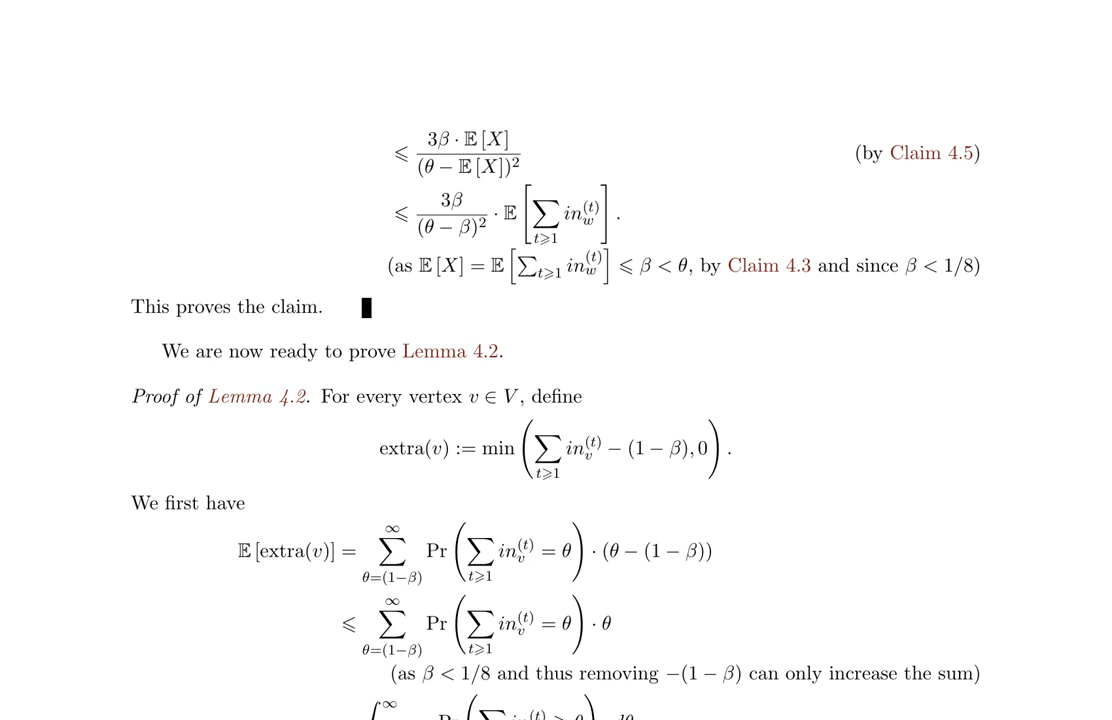 ⩽ \frac{3β · 𝔼 [X]}{(θ − 𝔼 [X])^2} (by Claim 4.5)
⩽ \frac{3β}{(θ − β)^2} · 𝔼 [∑_{t⩾1} in_w^{(t)}] .
(as 𝔼 [X] = 𝔼 [∑_{t⩾1} in_w^{(t)}] ⩽ β < θ, by Claim 4.3 and since β < 1/8)
This proves the claim. ∎
We are now ready to prove Lemma 4.2.
Proof of Lemma 4.2. For every vertex v ∈ V, define
extra(v) := min (∑_{t⩾1} in_v^{(t)} − (1 − β), 0) .
We first have
𝔼 [extra(v)] = ∑_{θ=(1−β)}^{∞} Pr (∑_{t⩾1} in_v^{(t)} = θ) · (θ − (1 − β))
⩽ ∑_{θ=(1−β)}^{∞} Pr (∑_{t⩾1} in_v^{(t)} = θ) · θ
(as β < 1/8 and thus removing −(1 − β) can only increase the sum)